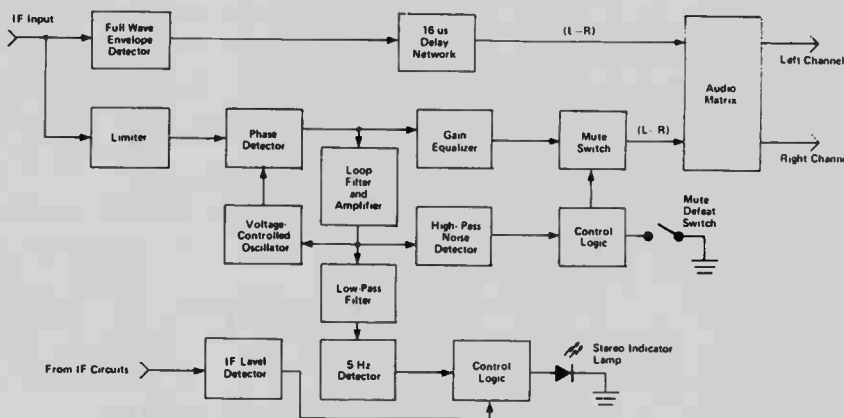 IF Input
Full Wave
Envelope
Detector
16 us
Delay
Network
(L –R)
Left Channel
Audio
Matrix
Limiter
Phase
Detector
Gain
Equalizer
Mute
Switch
(L- R)
Right Channe
Loop
Filter
and
Amplifier
Voltage-
Controlled
Oscillator
High- Pass
Noise
Detector
Control
Logic
Mute
Defeat
Switch
Low-Pass
Filter
From IF Circuits
IF Level
Detector
5 Hz
Detector
Control
Logic
Stereo Indicator
Lamp